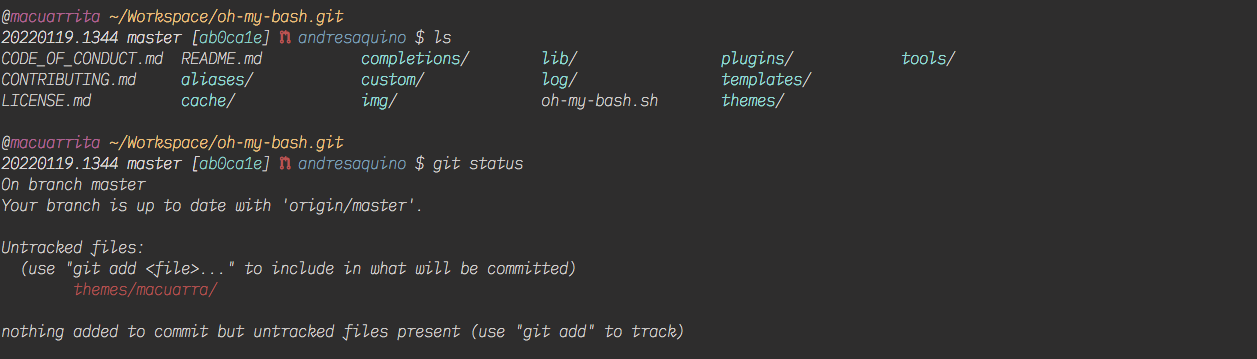 @macuarrita ~/Workspace/oh-my-bash.git
20220119.1344 master [ab0ca1e] andresaquino $ ls
CODE_OF_CONDUCT.md  README.md           completions/        lib/                plugins/            tools/
CONTRIBUTING.md     aliases/            custom/             log/                templates/
LICENSE.md          cache/              img/                oh-my-bash.sh       themes/

@macuarrita ~/Workspace/oh-my-bash.git
20220119.1344 master [ab0ca1e] andresaquino $ git status
On branch master
Your branch is up to date with 'origin/master'.

Untracked files:
  (use "git add <file>..." to include in what will be committed)
        themes/macuarra/

nothing added to commit but untracked files present (use "git add" to track)